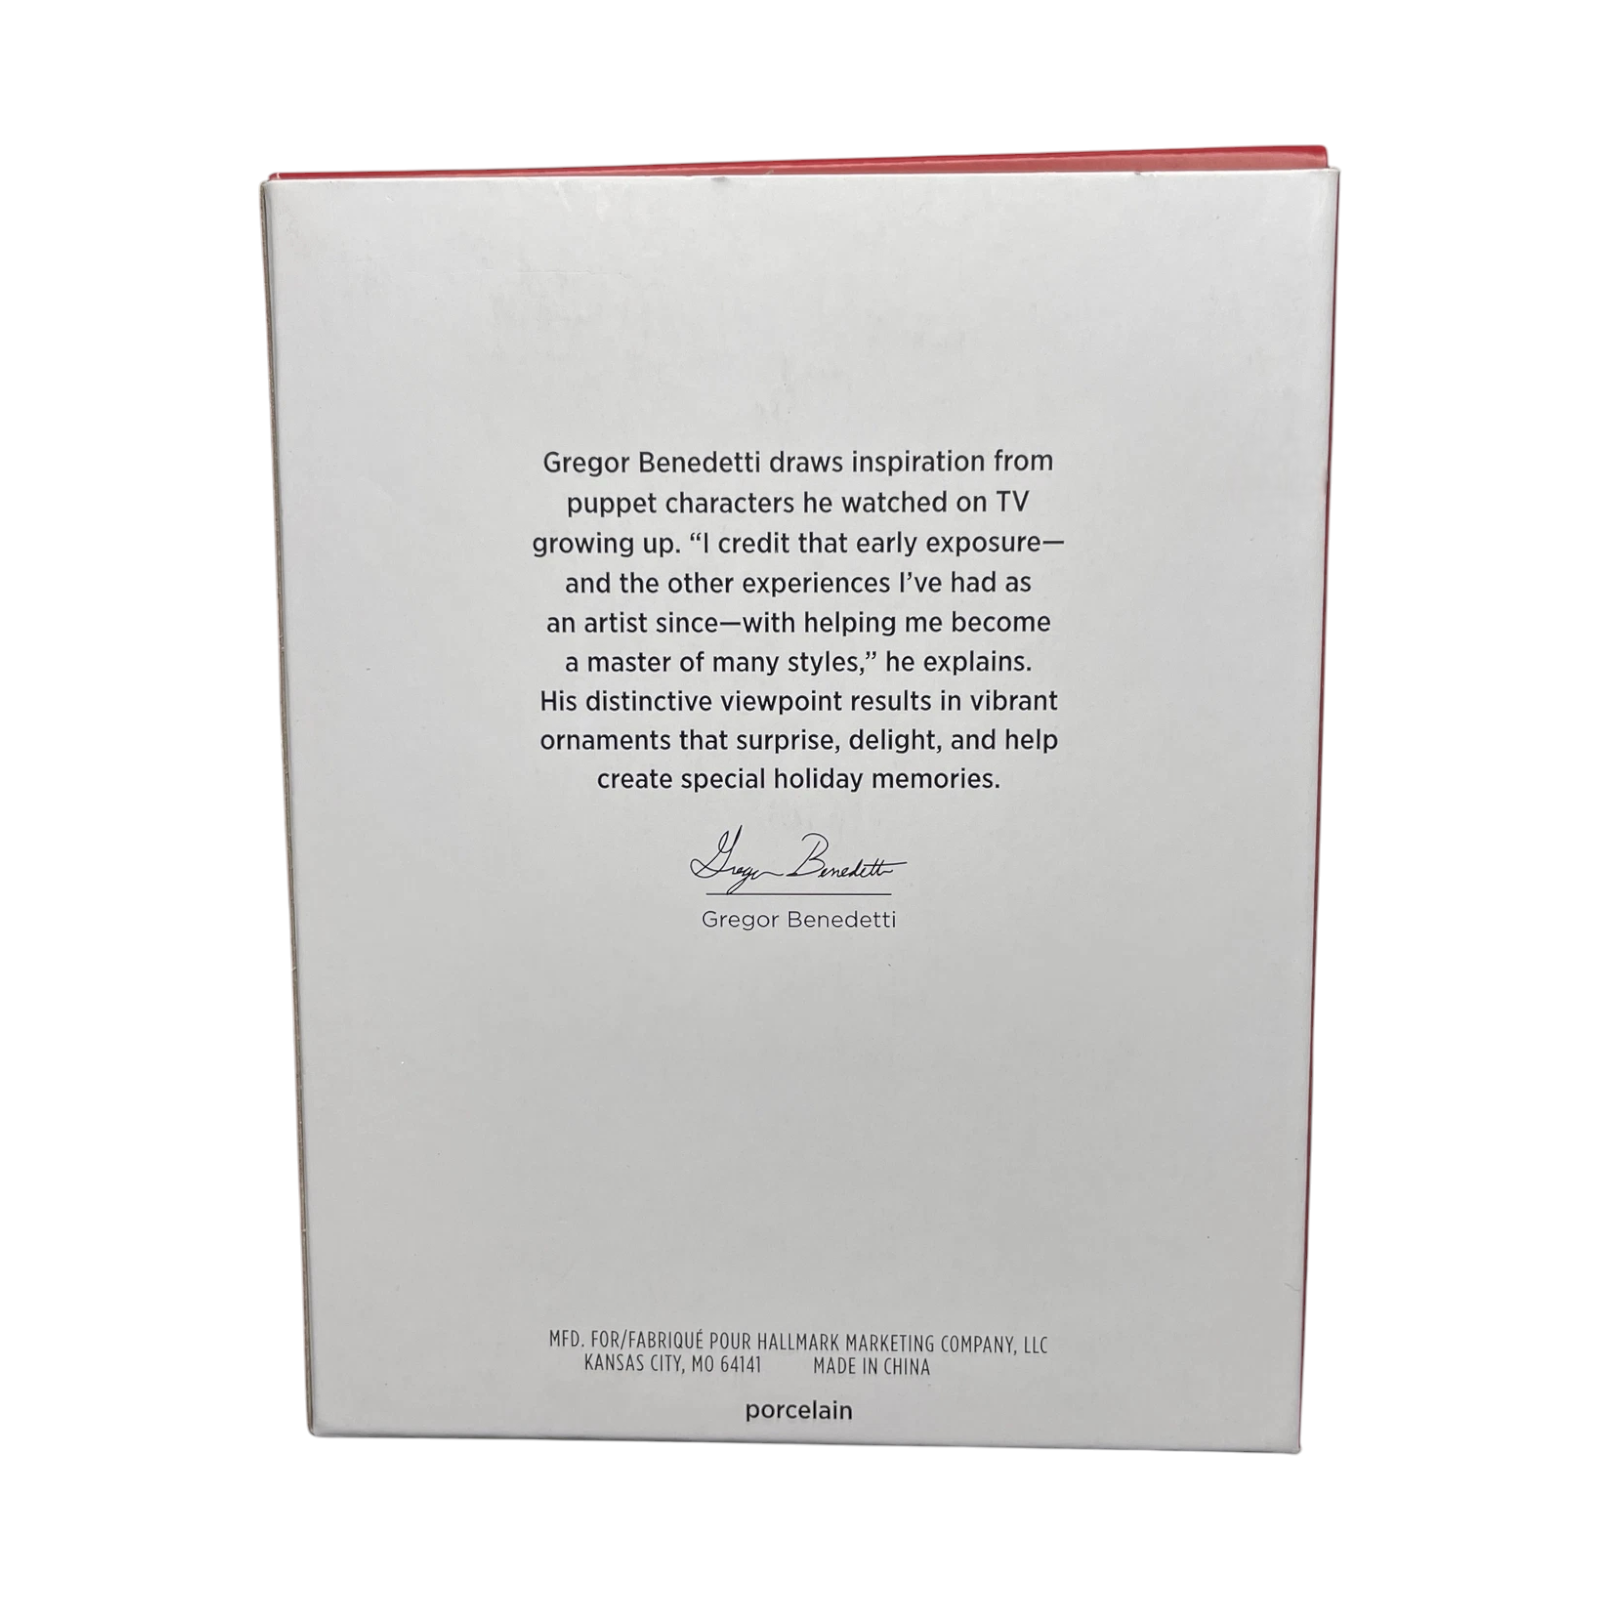 Gregor Benedetti draws inspiration from
puppet characters he watched on TV
growing up. “I credit that early exposure—
and the other experiences I’ve had as
an artist since—with helping me become
a master of many styles,” he explains.
His distinctive viewpoint results in vibrant
ornaments that surprise, delight, and help
create special holiday memories.
Gregor Benedetti
Gregor Benedetti
MFD. FOR/FABRIQUÉ POUR HALLMARK MARKETING COMPANY, LLC
KANSAS CITY, MO 64141 MADE IN CHINA
porcelain